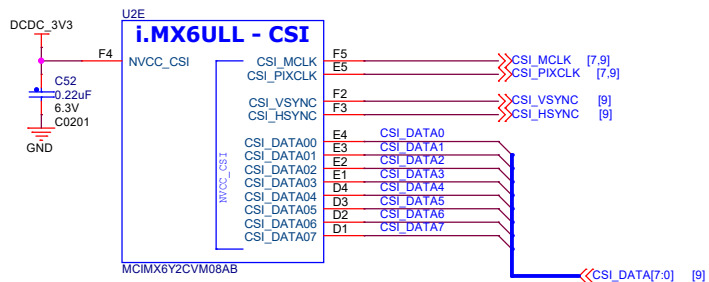 U2E
DCDC_3V3
i.MX6ULL - CSI
F4
NVCC_CSI
C52
0.22uF
6.3V
C0201
GND
NVCC_CSI
CSI_MCLK F5 CSI_MCLK [7,9]
CSI_PIXCLK E5 CSI_PIXCLK [7,9]
CSI_VSYNC F2 CSI_VSYNC [9]
CSI_HSYNC F3 CSI_HSYNC [9]
CSI_DATA00 E4 CSI_DATA0
CSI_DATA01 E3 CSI_DATA1
CSI_DATA02 E2 CSI_DATA2
CSI_DATA03 E1 CSI_DATA3
CSI_DATA04 D4 CSI_DATA4
CSI_DATA05 D3 CSI_DATA5
CSI_DATA06 D2 CSI_DATA6
CSI_DATA07 D1 CSI_DATA7
MCIMX6Y2CVM08AB
CSI_DATA[7:0] [9]